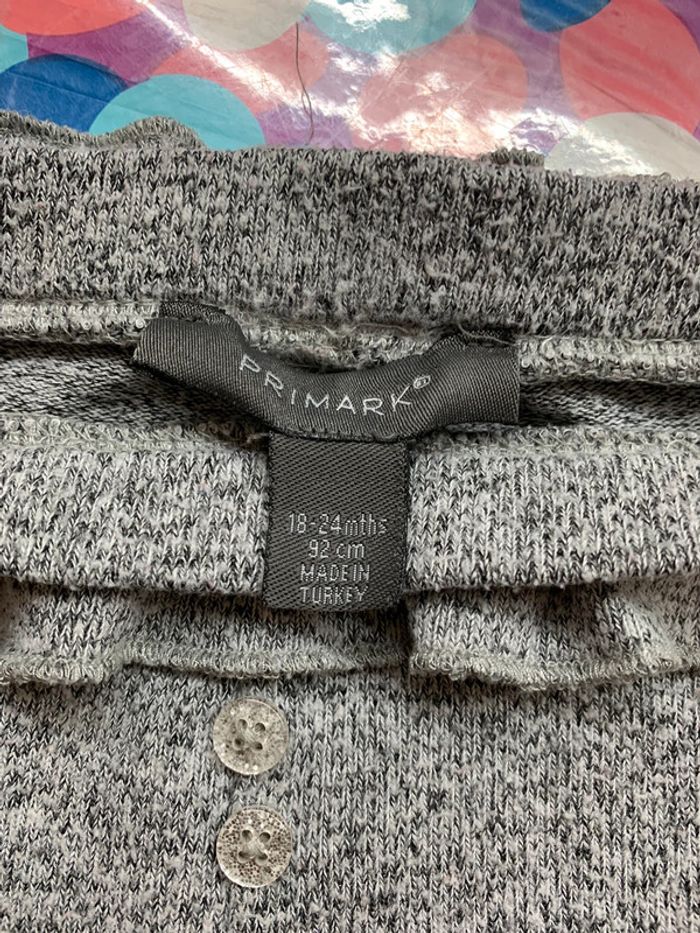 PRIMARK®
18-24mths
92 cm
MADE IN
TURKEY